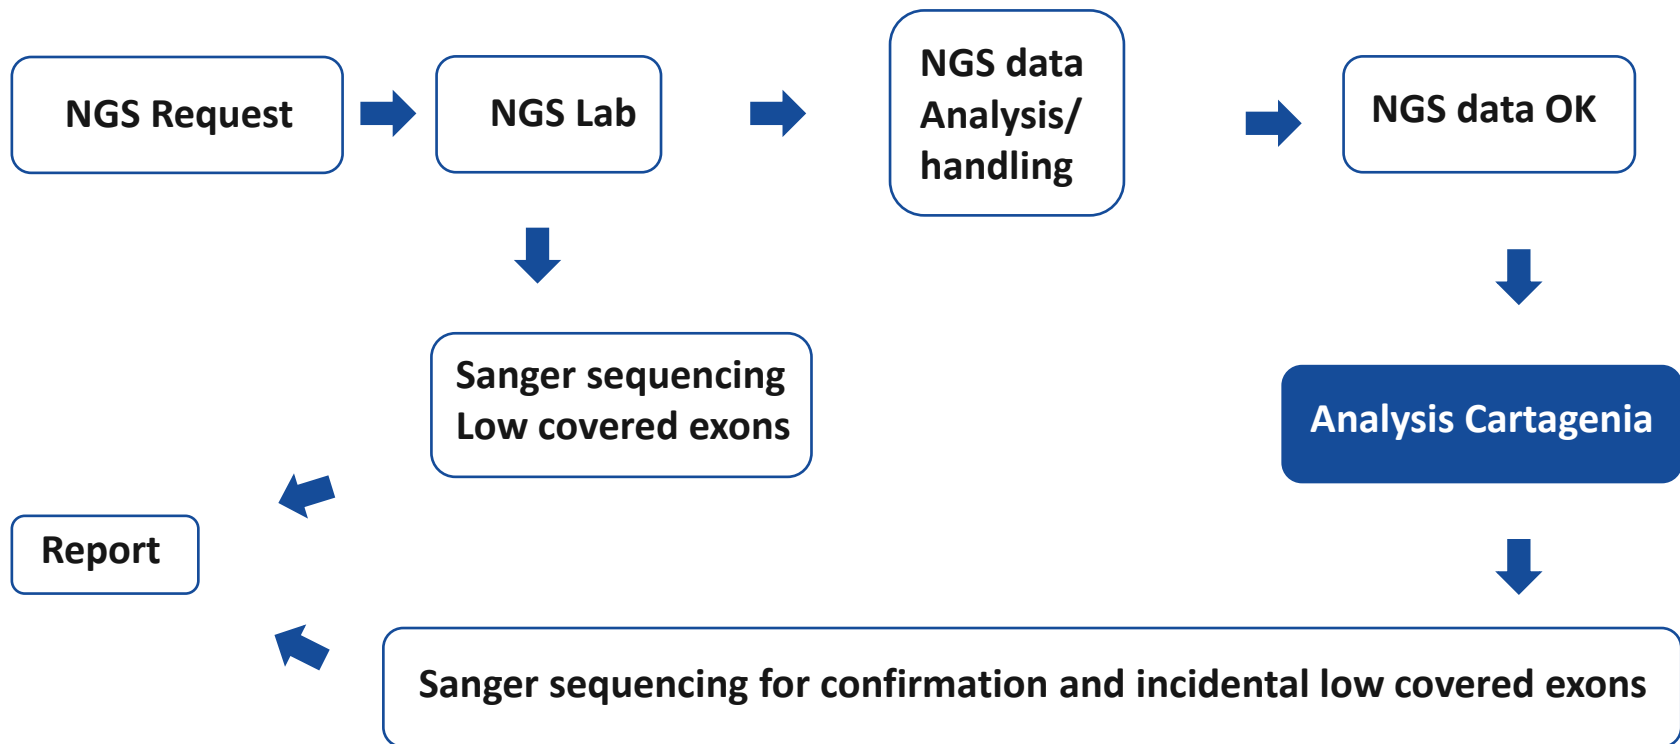 NGS Request
NGS Lab
NGS data
Analysis/
handling
NGS data OK
Sanger sequencing
Low covered exons
Analysis Cartagenia
Report
Sanger sequencing for confirmation and incidental low covered exons